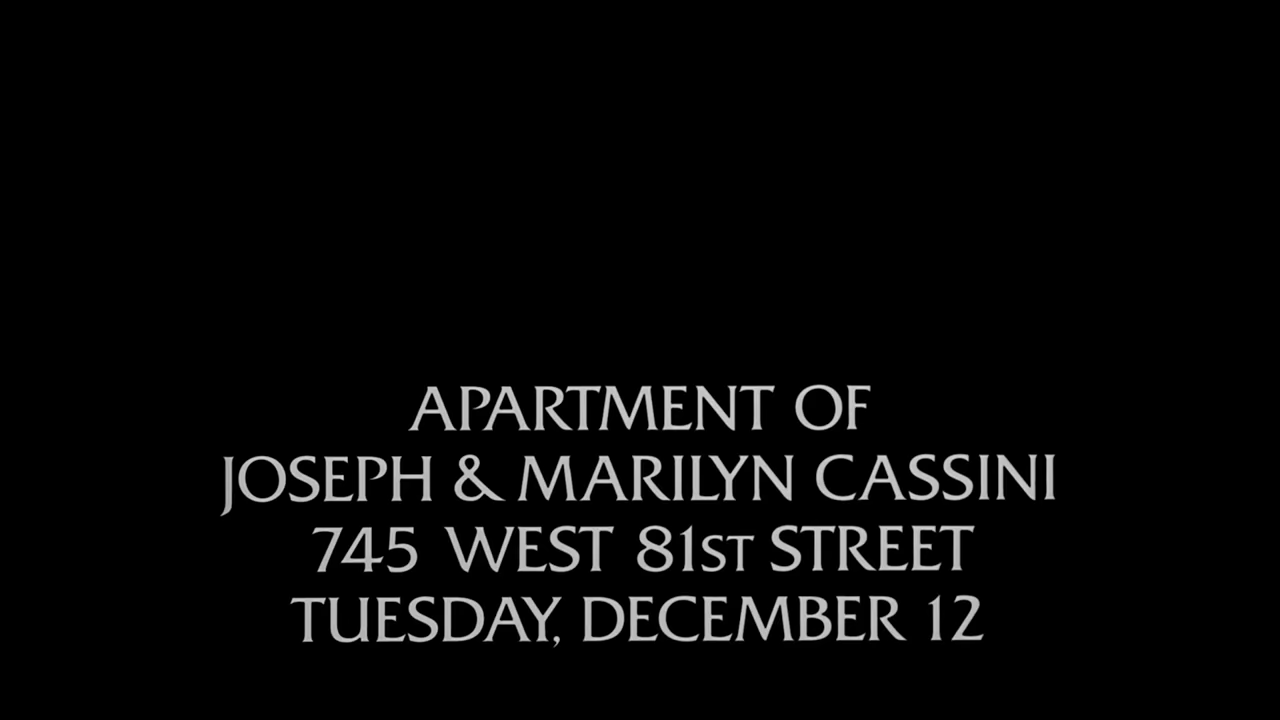 APARTMENT OF
JOSEPH & MARILYN CASSINI
745 WEST 81ST STREET
TUESDAY, DECEMBER 12